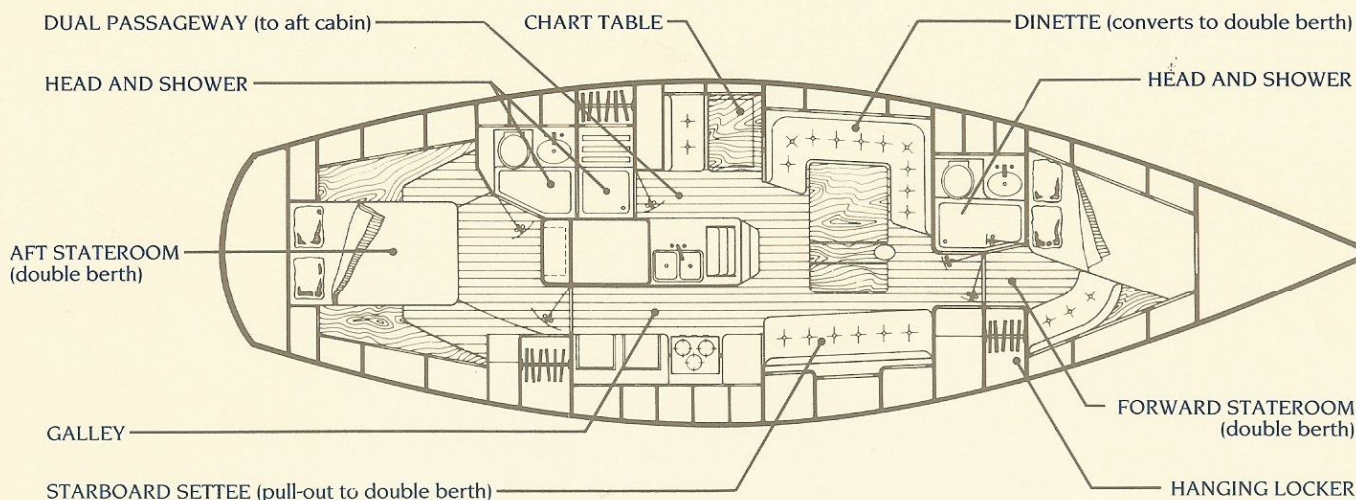 DUAL PASSAGEWAY (to aft cabin)
CHART TABLE
DINETTE (converts to double berth)
HEAD AND SHOWER
HEAD AND SHOWER
AFT STATEROOM
(double berth)
GALLEY
FORWARD STATEROOM
(double berth)
STARBOARD SETTEE (pull-out to double berth)
HANGING LOCKER